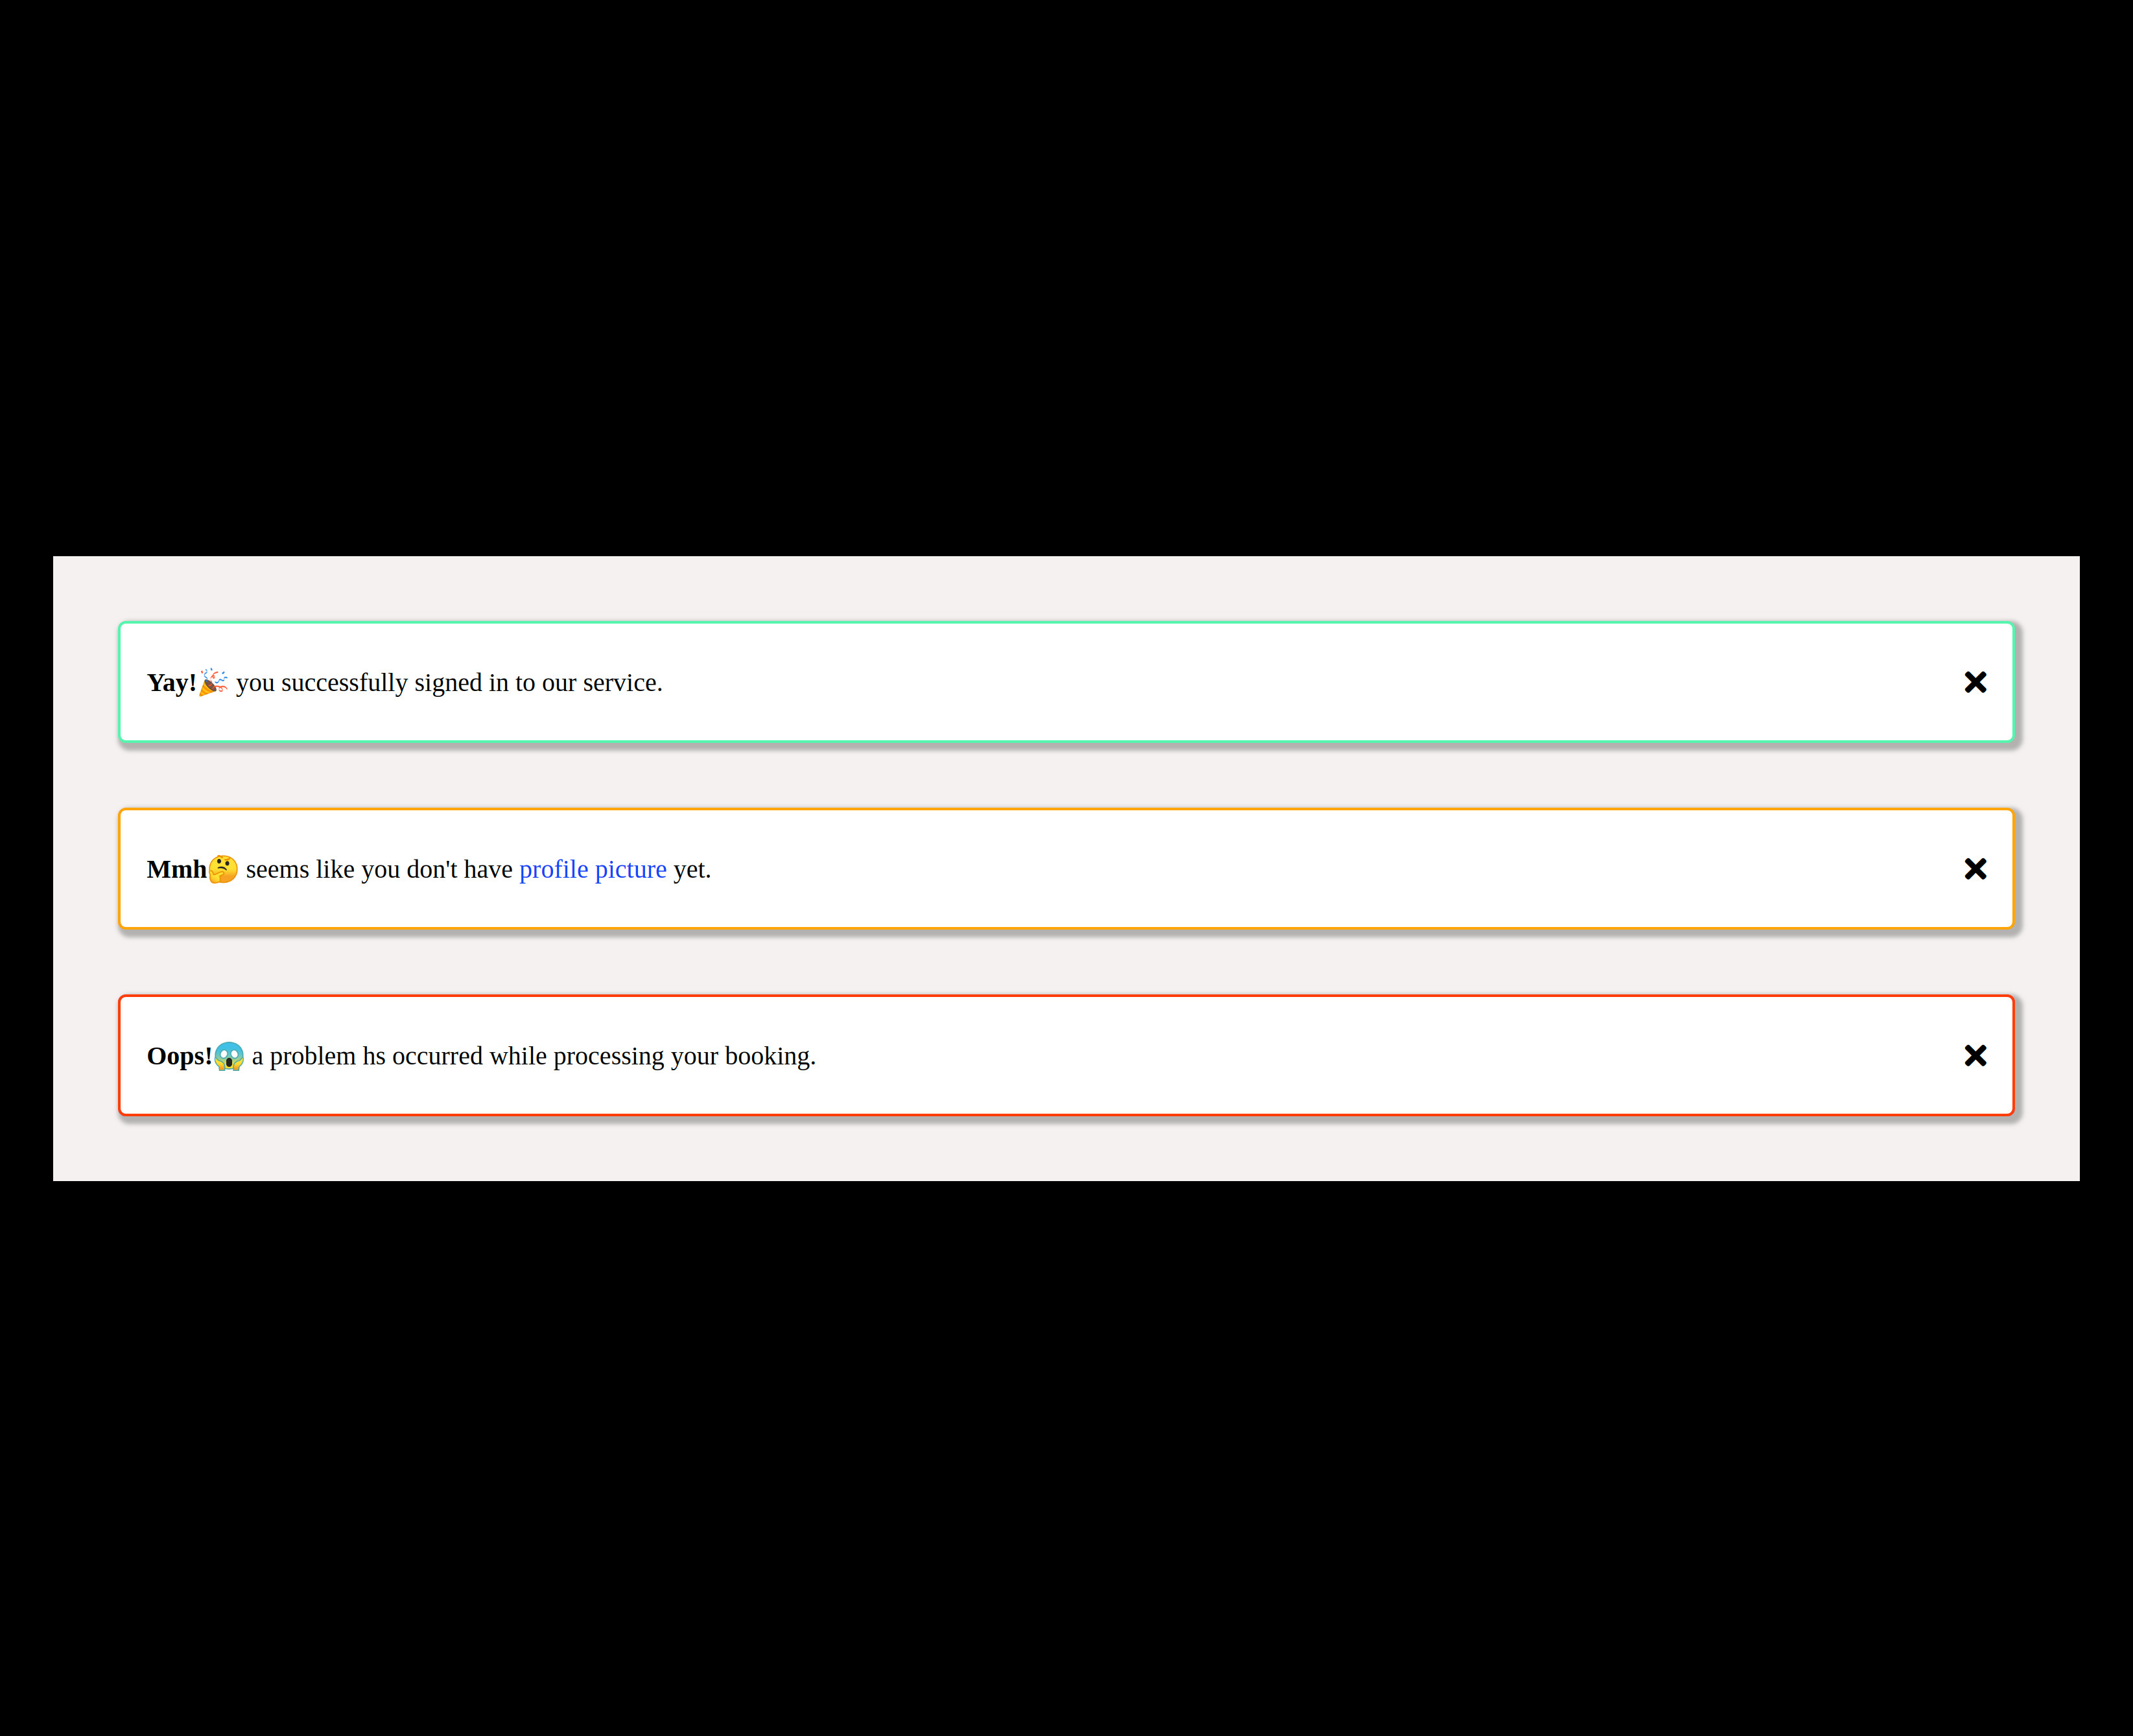 Yay!🎉 you successfully signed in to our service.
Mmh🤔 seems like you don't have profile picture yet.
Oops!😱 a problem hs occurred while processing your booking.